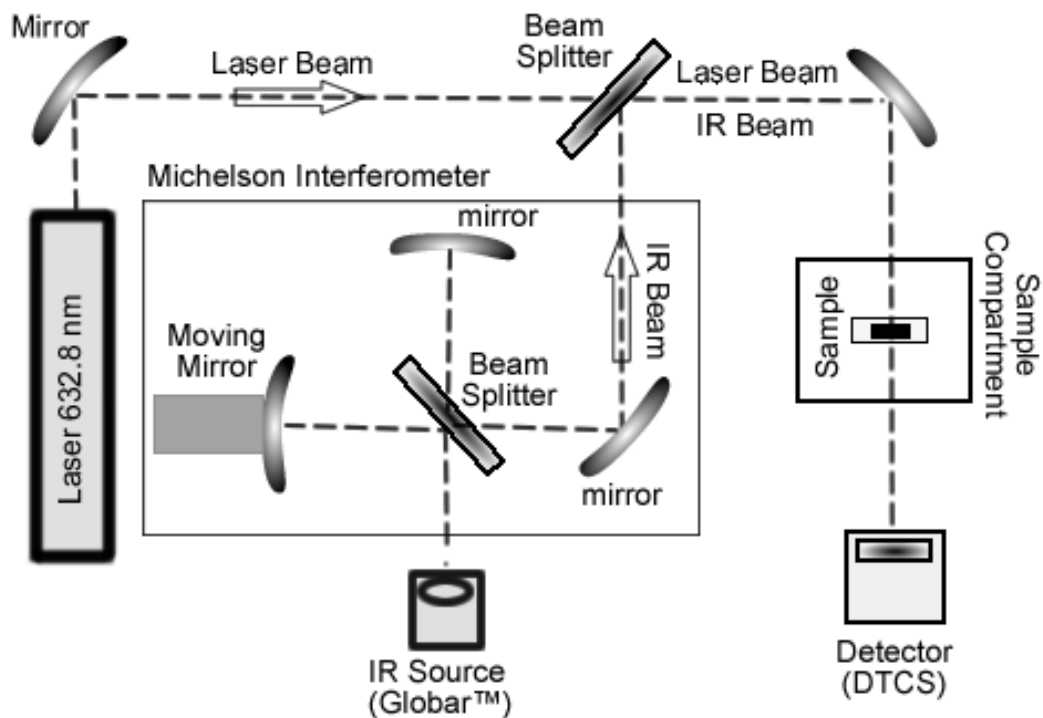 Mirror
Laser Beam
Beam
Splitter
Laser Beam
IR Beam
Michelson Interferometer
mirror
IR Beam
Moving
Mirror
Beam
Splitter
mirror
Laser 632.8 nm
Sample
Sample
Compartment
IR Source
(Globar™)
Detector
(DTCS)